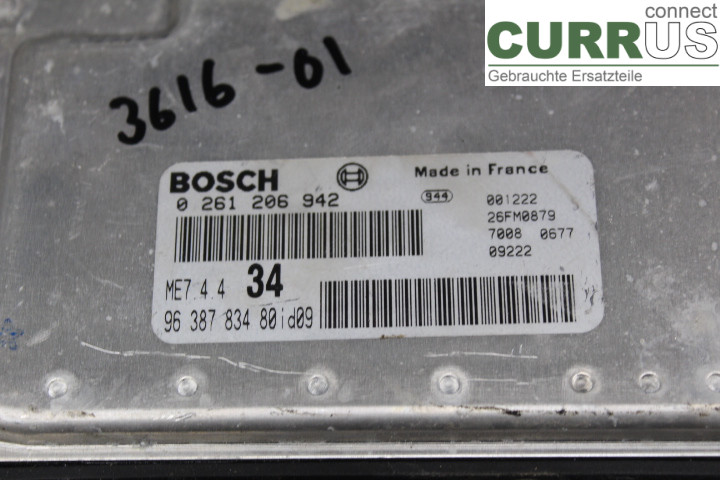 connect
CURRUS
Gebrauchte Ersatzteile
3616-01
BOSCH
Made in France
0 261 206 942
944
001222
26FM0879
7008 0677
09222
ME7.4.4 34
96 387 834 80id09